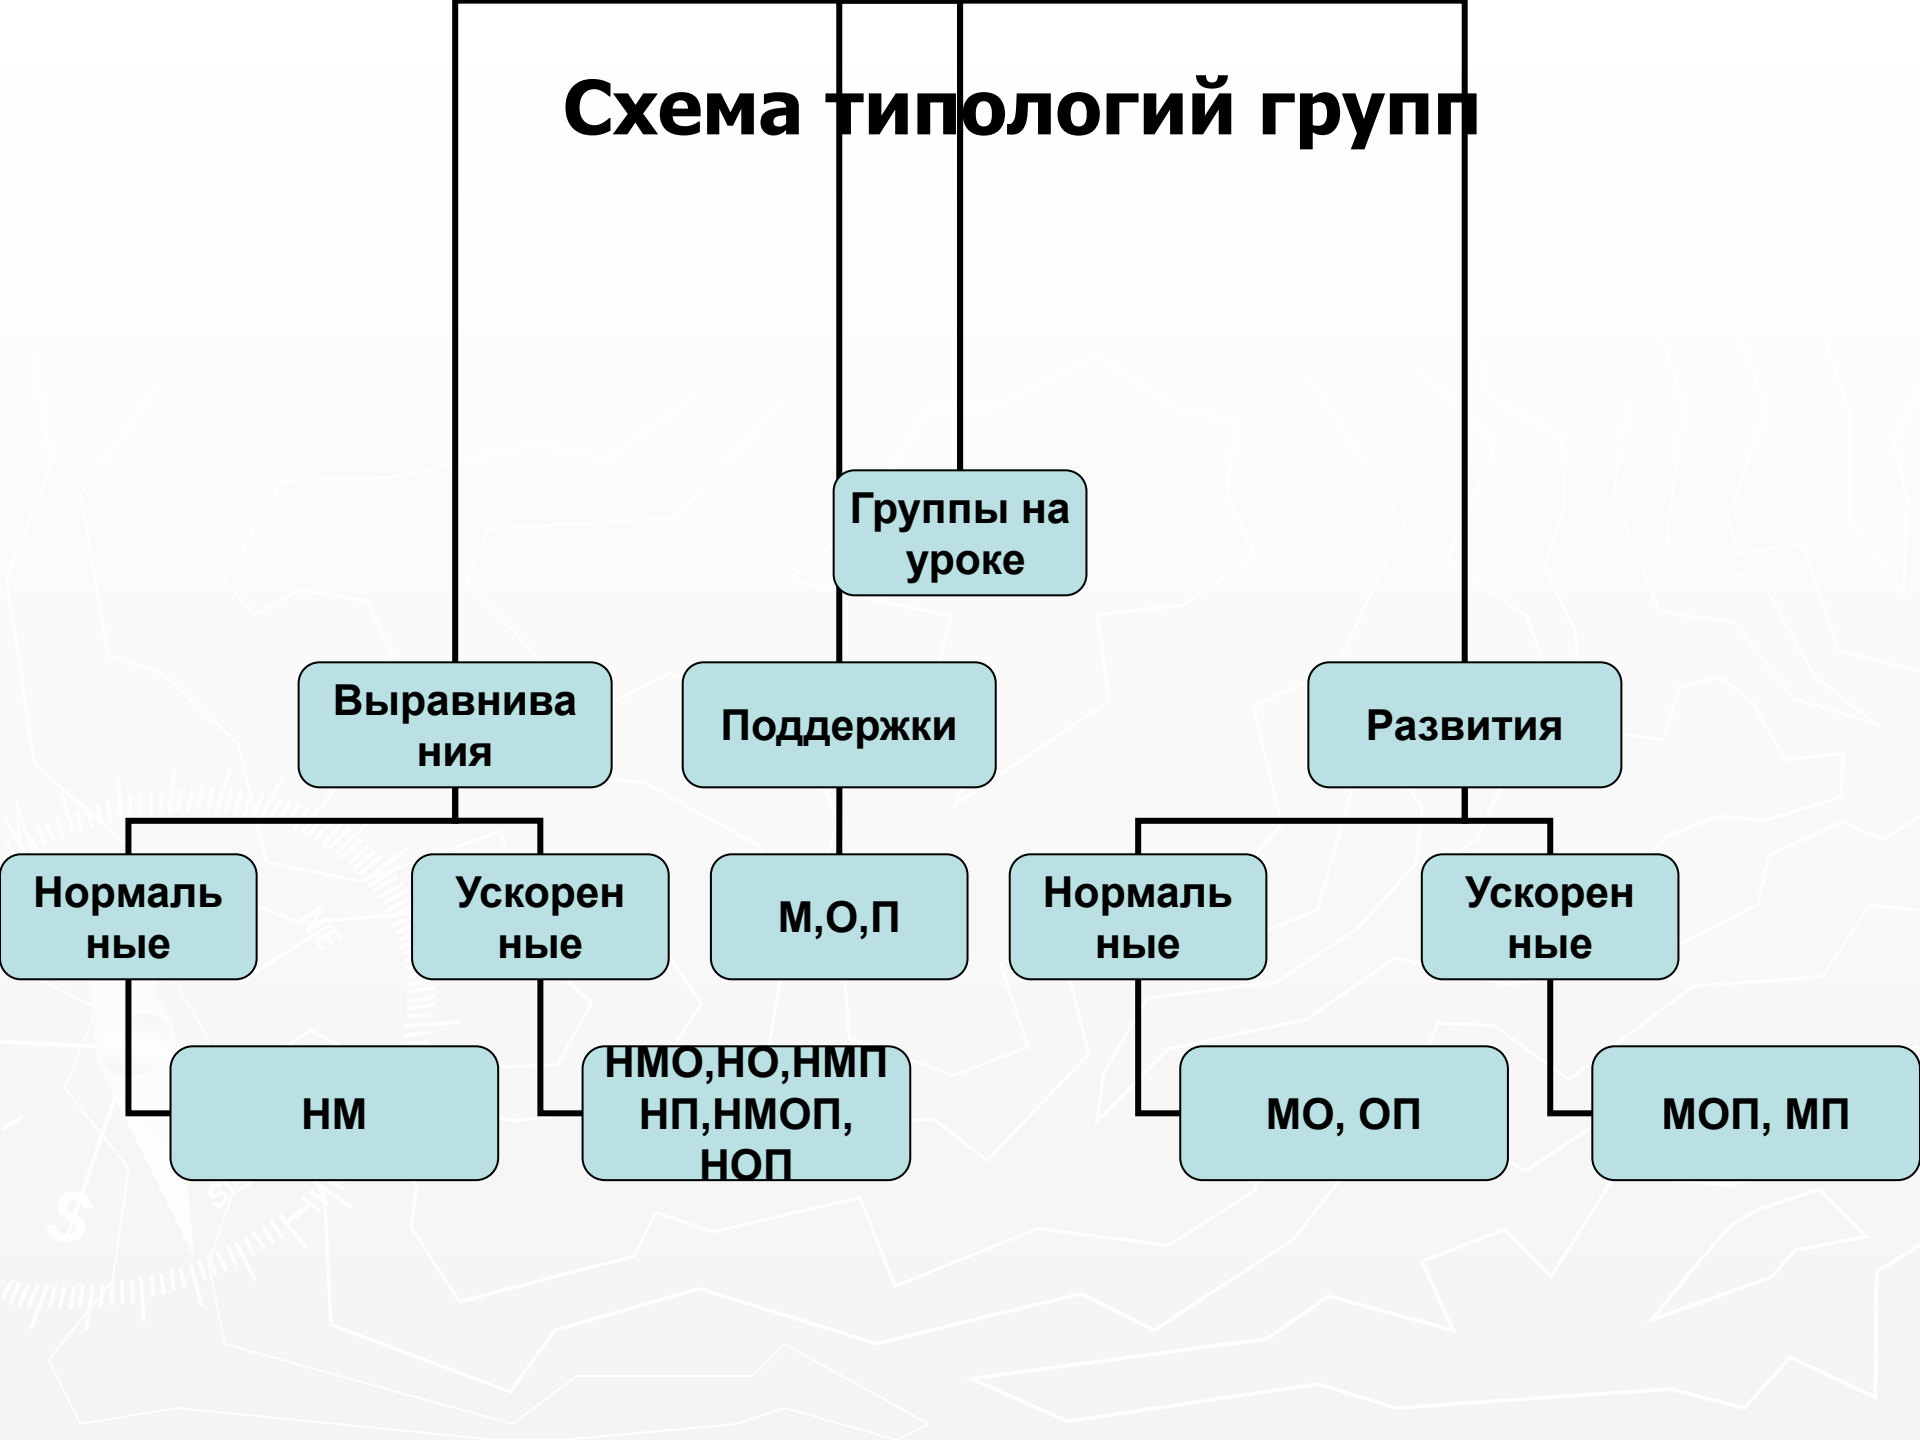 Схема типологий групп
Группы на
уроке
Выравнива
ния
Поддержки
Развития
Нормаль
ные
Ускорен
ные
М,О,П
Нормаль
ные
Ускорен
ные
НМ
НМО,НО,НМП
НП,НМОП,
НОП
МО, ОП
МОП, МП